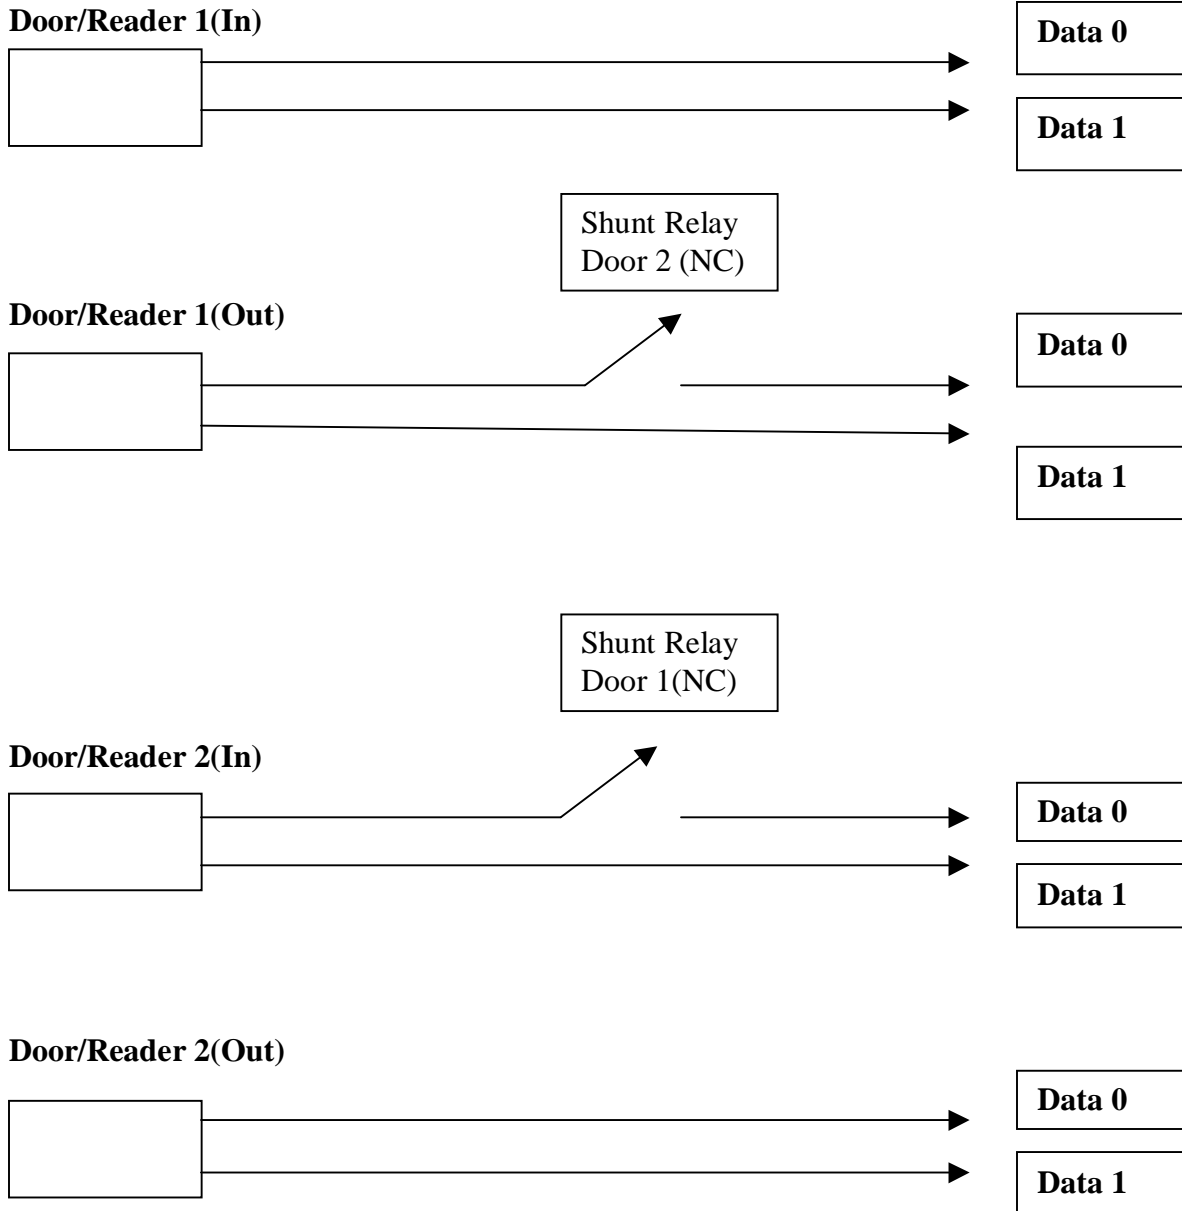 Door/Reader 1(In)
Data 0
Data 1
Shunt Relay
Door 2 (NC)
Door/Reader 1(Out)
Data 0
Data 1
Shunt Relay
Door 1(NC)
Door/Reader 2(In)
Data 0
Data 1
Door/Reader 2(Out)
Data 0
Data 1